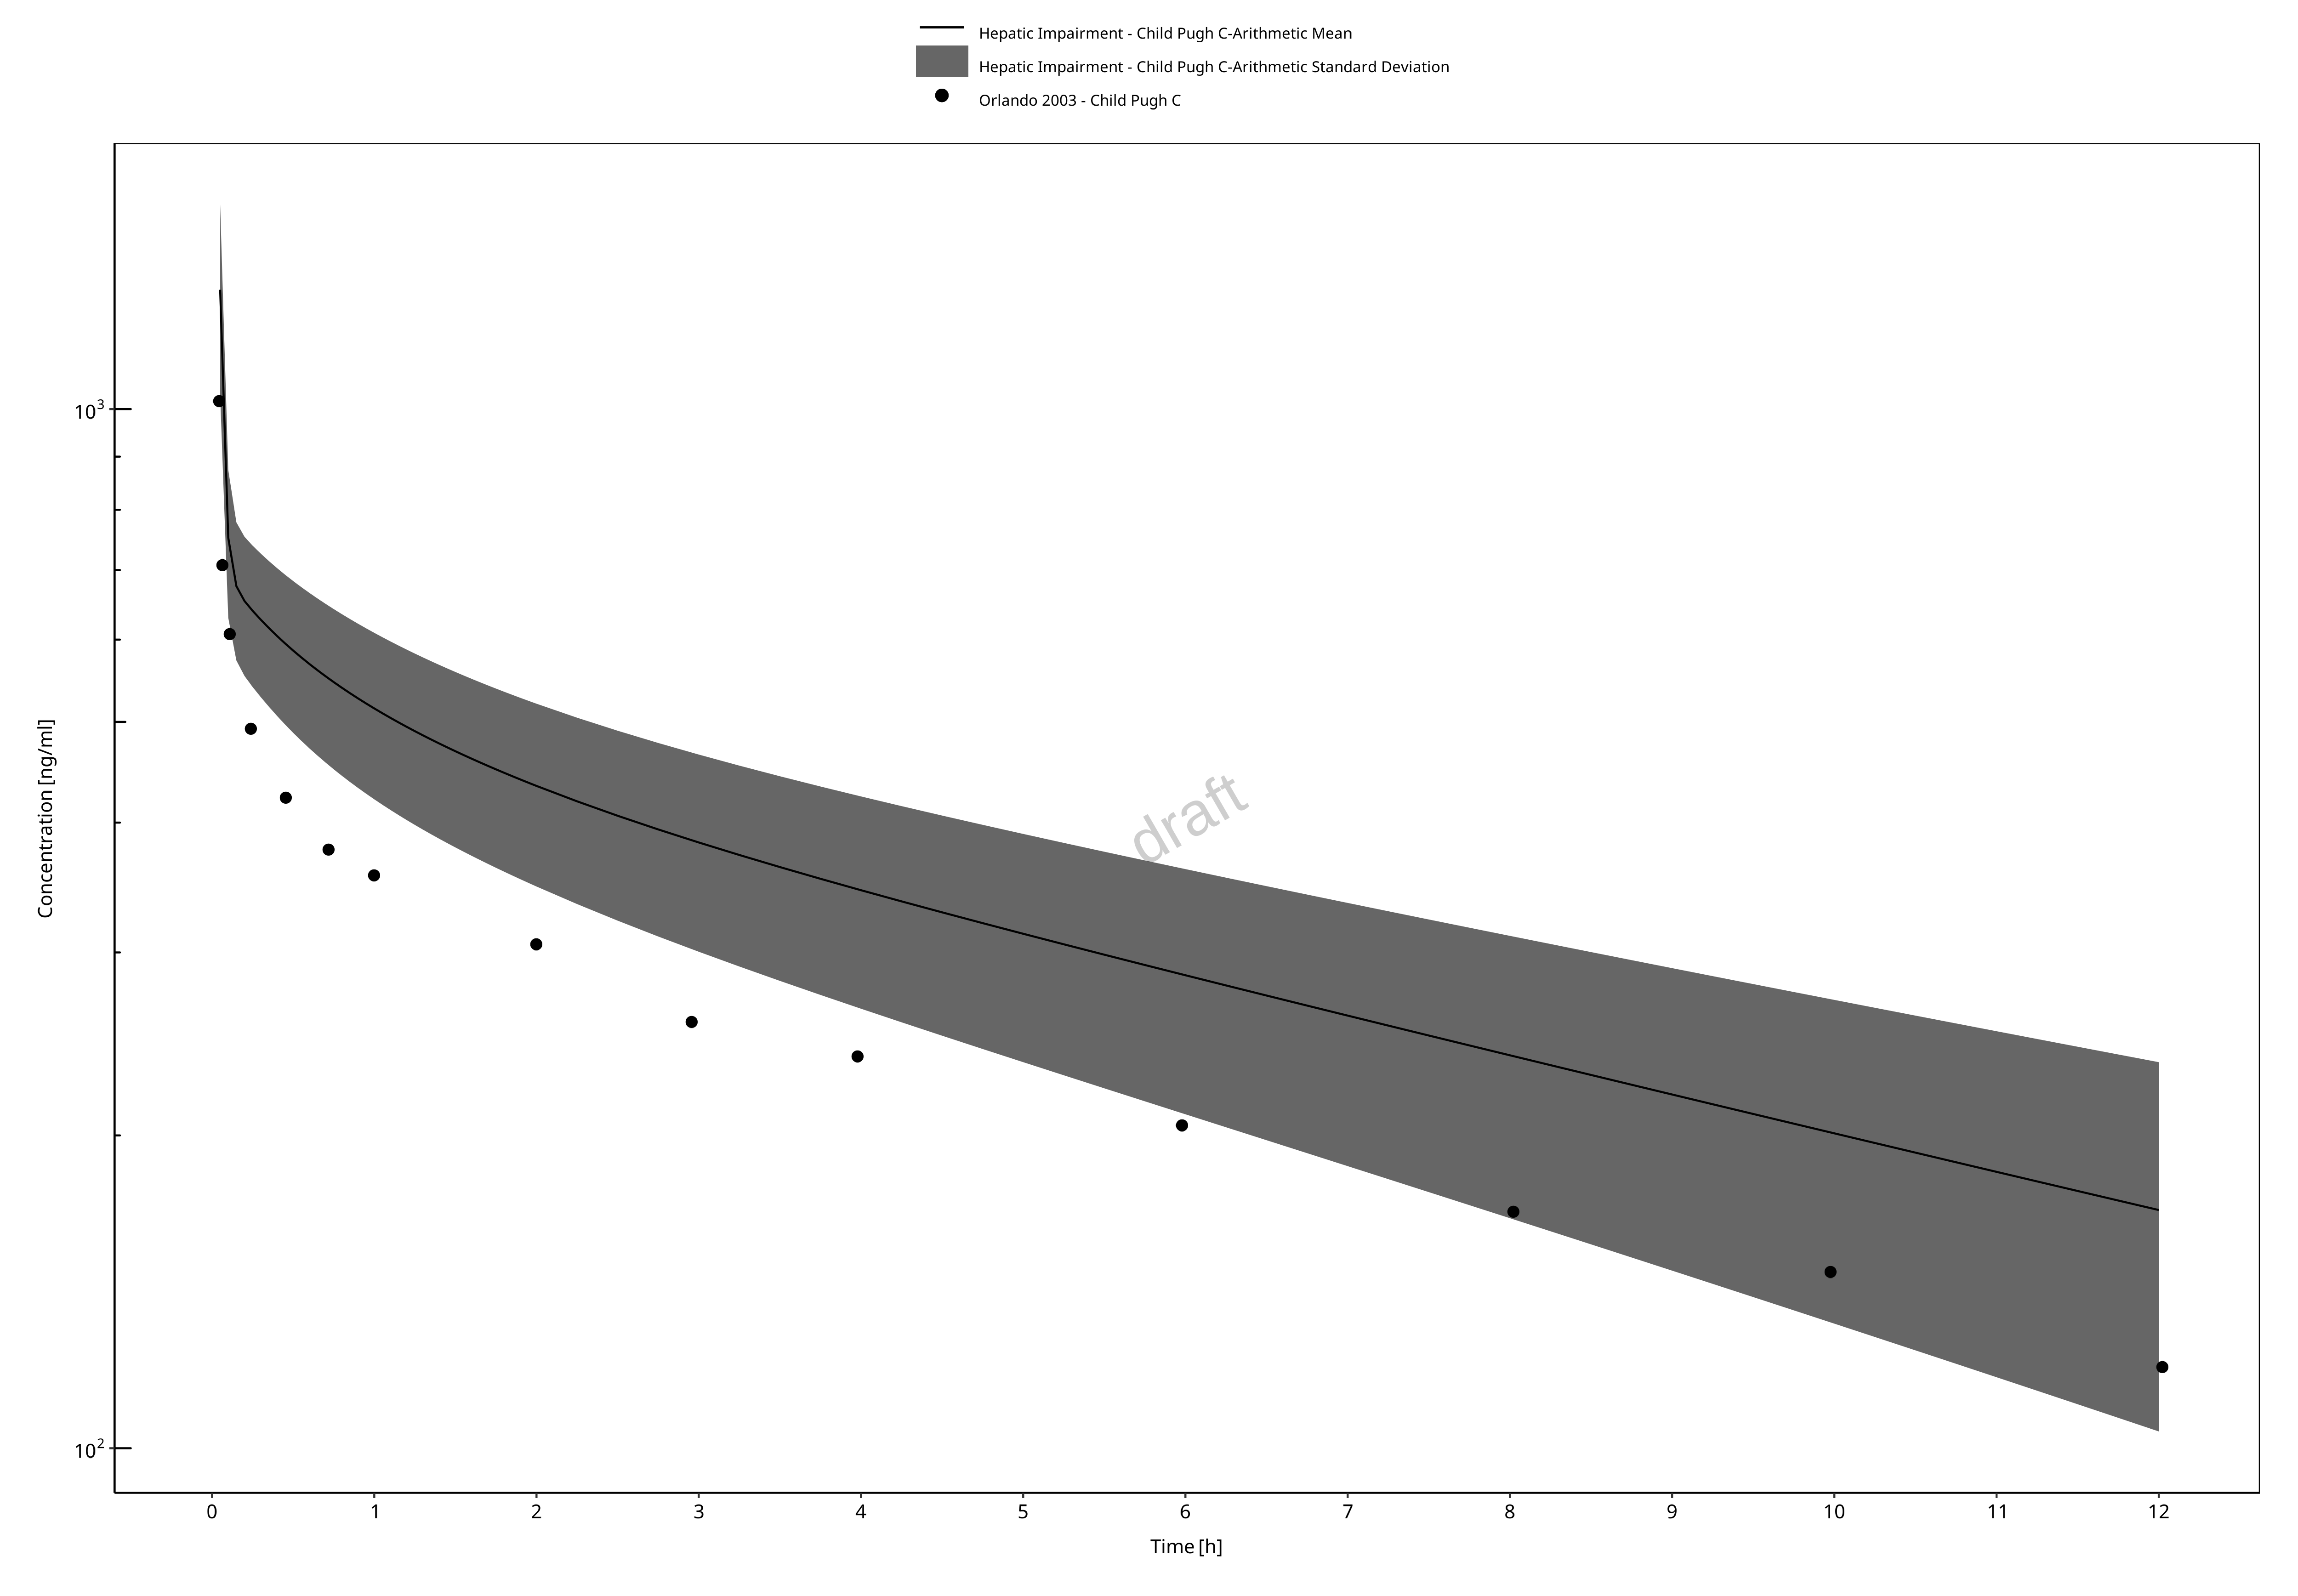 Hepatic Impairment - Child Pugh C-Arithmetic Mean
Hepatic Impairment - Child Pugh C-Arithmetic Standard Deviation
Orlando 2003 - Child Pugh C
10³
10²
Concentration [ng/ml]
draft
0 1 2 3 4 5 6 7 8 9 10 11 12
Time [h]